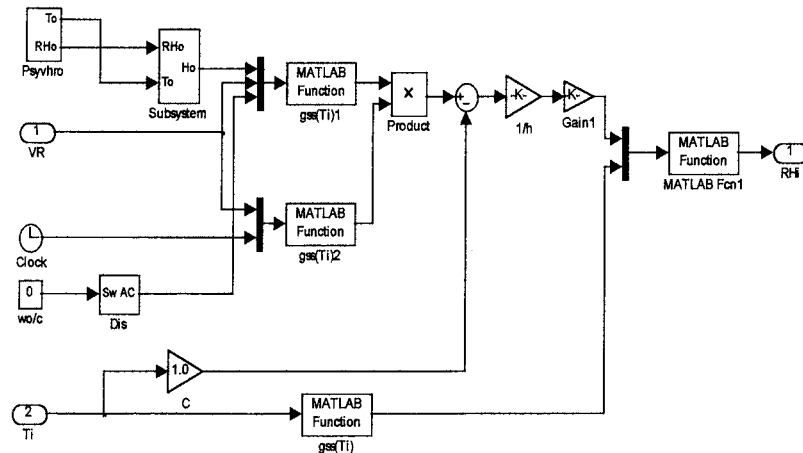 To
RHo
Psyvhro
RHo
Ho
To
Subsystem
MATLAB
Function
gss(Ti)1
x
Product
+
-
-K-
1/h
K-
Gain1
1
VR
MATLAB
Function
gss(Ti)2
MATLAB
Function
MATLAB Fcn1
1
RHi
Clock
0
wo/c
Sw AC
Dis
1.0
C
2
Ti
MATLAB
Function
gss(Ti)